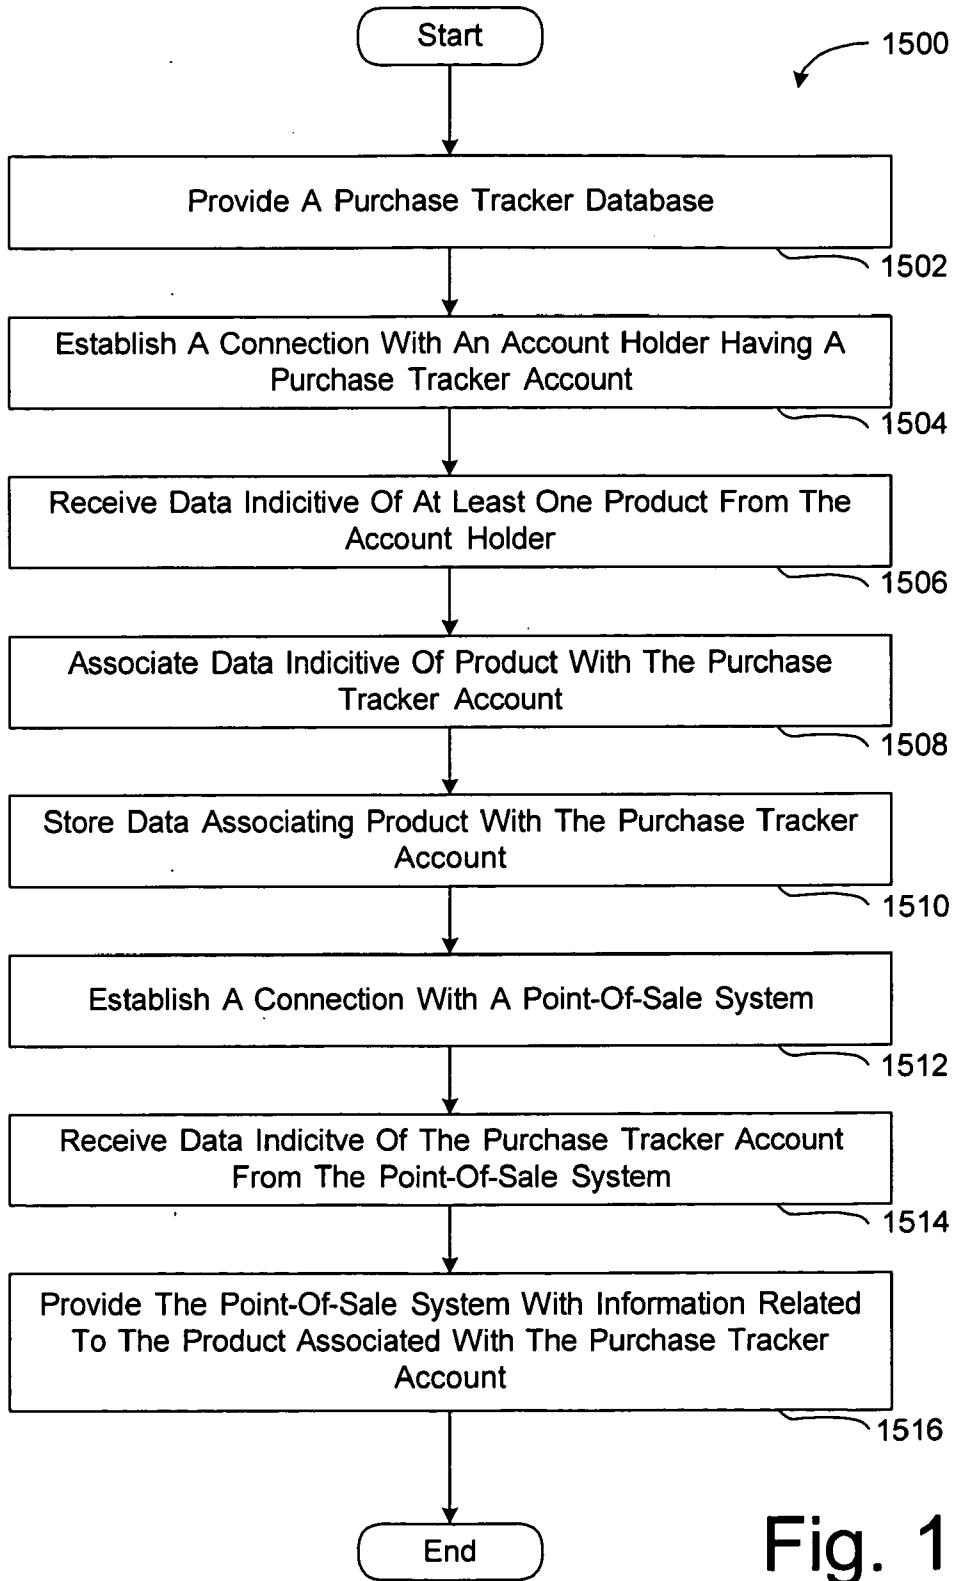 Start
1500
Provide A Purchase Tracker Database
1502
Establish A Connection With An Account Holder Having A
Purchase Tracker Account
1504
Receive Data Indicitive Of At Least One Product From The
Account Holder
1506
Associate Data Indicitive Of Product With The Purchase
Tracker Account
1508
Store Data Associating Product With The Purchase Tracker
Account
1510
Establish A Connection With A Point-Of-Sale System
1512
Receive Data Indicitve Of The Purchase Tracker Account
From The Point-Of-Sale System
1514
Provide The Point-Of-Sale System With Information Related
To The Product Associated With The Purchase Tracker
Account
1516
End
Fig. 1